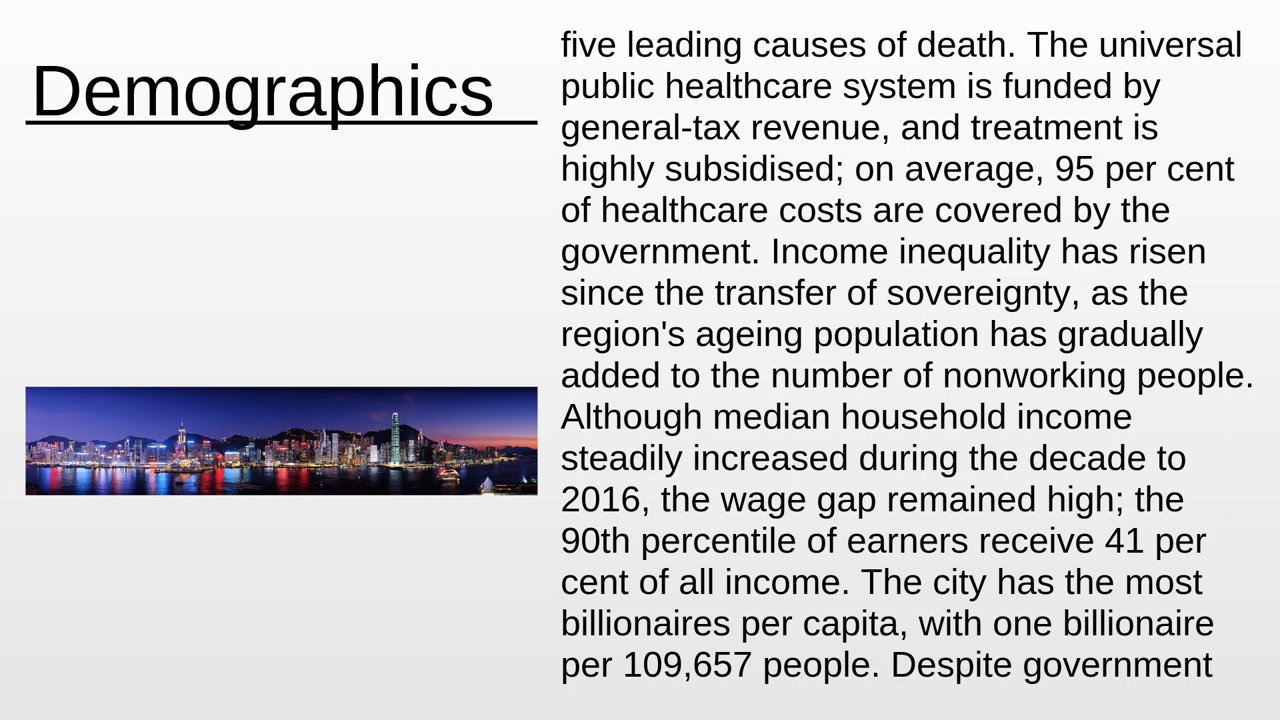 Demographics
five leading causes of death. The universal
public healthcare system is funded by
general-tax revenue, and treatment is
highly subsidised; on average, 95 per cent
of healthcare costs are covered by the
government. Income inequality has risen
since the transfer of sovereignty, as the
region's ageing population has gradually
added to the number of nonworking people.
Although median household income
steadily increased during the decade to
2016, the wage gap remained high; the
90th percentile of earners receive 41 per
cent of all income. The city has the most
billionaires per capita, with one billionaire
per 109,657 people. Despite government